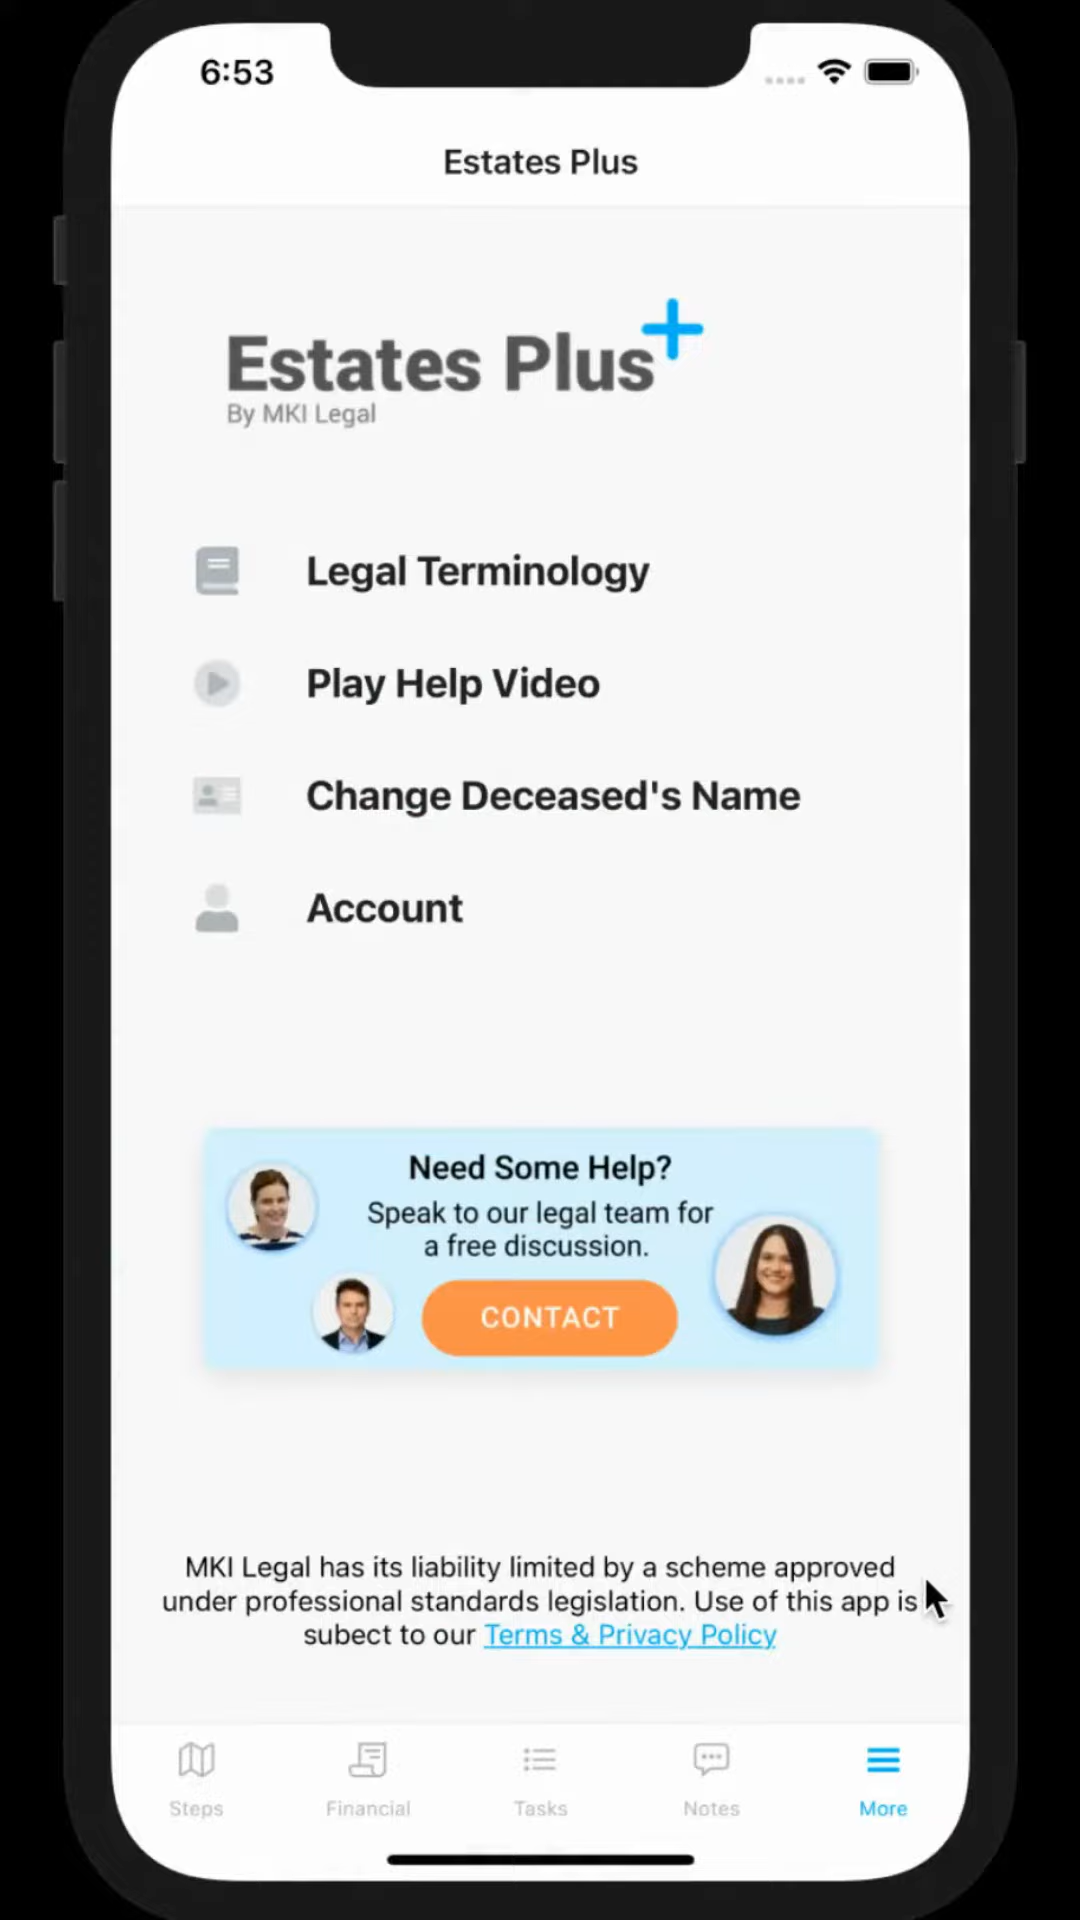 6:53
Estates Plus
Estates Plus+
By MKI Legal
Legal Terminology
Play Help Video
Change Deceased's Name
Account
Need Some Help?
Speak to our legal team for
a free discussion.
CONTACT
MKI Legal has its liability limited by a scheme approved
under professional standards legislation. Use of this app is
subect to our Terms & Privacy Policy
Steps Financial Tasks Notes More